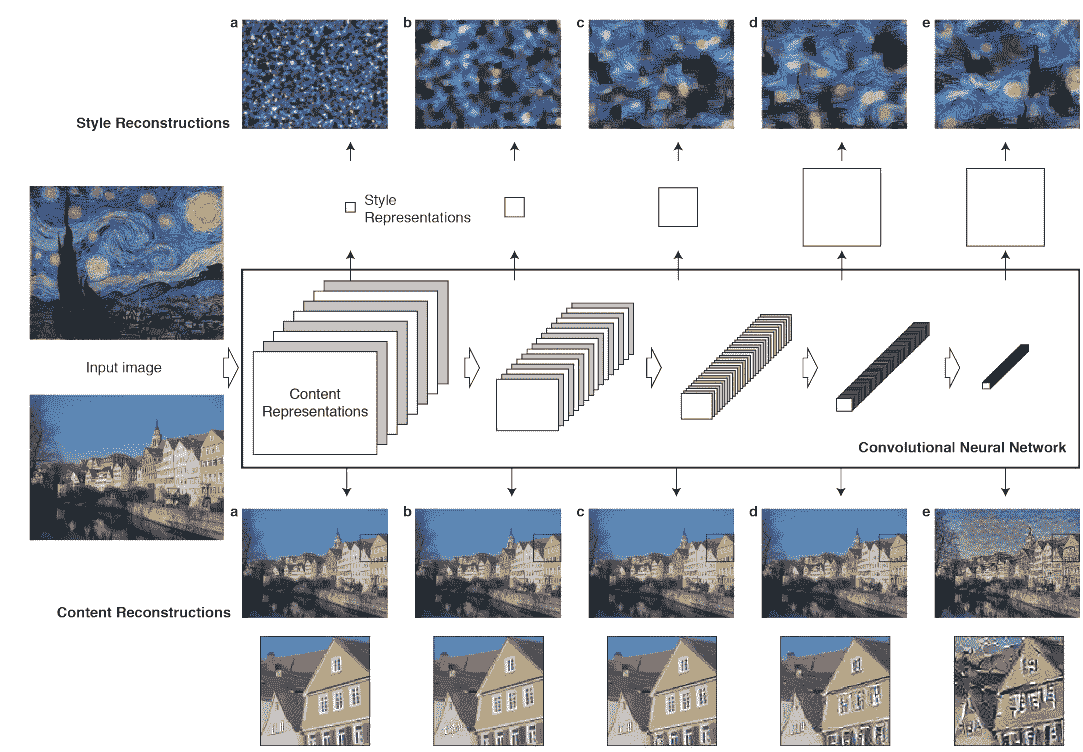 a b c d e
Style Reconstructions
Style
Representations
Input image
Content
Representations
Convolutional Neural Network
a b c d e
Content Reconstructions